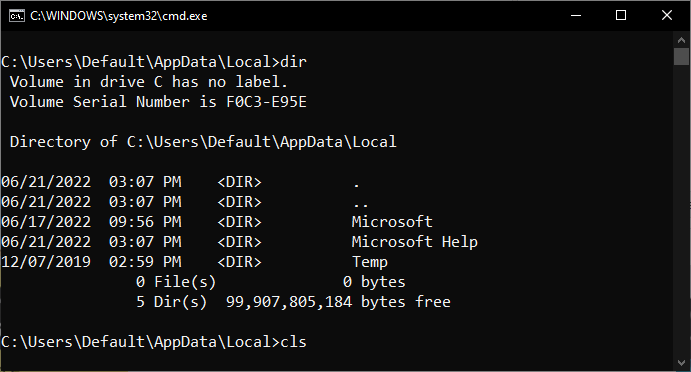 C:\WINDOWS\system32\cmd.exe
C:\Users\Default\AppData\Local>dir
 Volume in drive C has no label.
 Volume Serial Number is F0C3-E95E
 Directory of C:\Users\Default\AppData\Local
06/21/2022  03:07 PM    <DIR>          .
06/21/2022  03:07 PM    <DIR>          ..
06/17/2022  09:56 PM    <DIR>          Microsoft
06/21/2022  03:07 PM    <DIR>          Microsoft Help
12/07/2019  02:59 PM    <DIR>          Temp
               0 File(s)              0 bytes
               5 Dir(s)  99,907,805,184 bytes free
C:\Users\Default\AppData\Local>cls